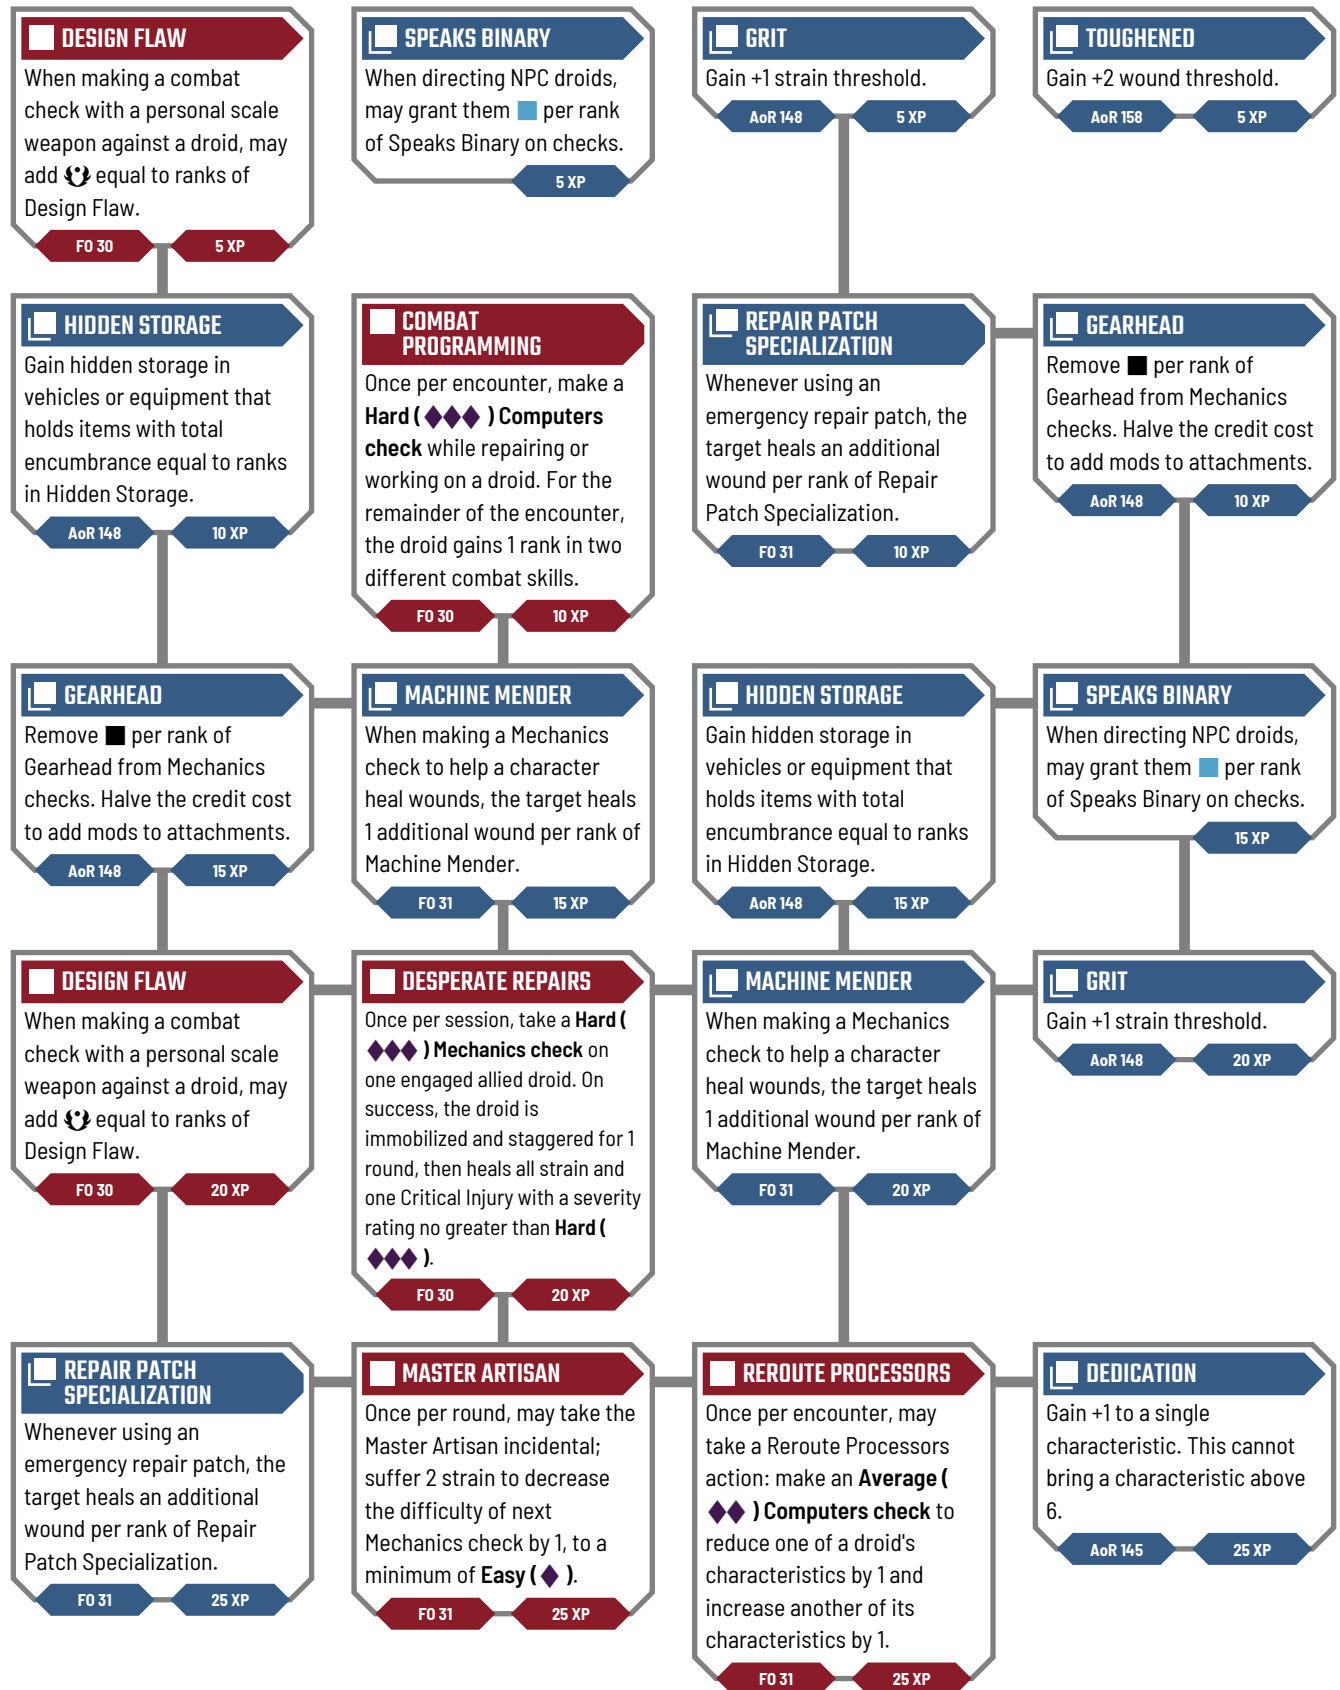 DESIGN FLAW
When making a combat
check with a personal scale
weapon against a droid, may
add equal to ranks of
Design Flaw.
FO 30 5 XP
SPEAKS BINARY
When directing NPC droids,
may grant them per rank
of Speaks Binary on checks.
5 XP
GRIT
Gain +1 strain threshold.
AoR 148 5 XP
TOUGHENED
Gain +2 wound threshold.
AoR 158 5 XP
HIDDEN STORAGE
Gain hidden storage in
vehicles or equipment that
holds items with total
encumbrance equal to ranks
in Hidden Storage.
AoR 148 10 XP
COMBAT
PROGRAMMING
Once per encounter, make a
Hard ( ♦♦♦ ) Computers
check while repairing or
working on a droid. For the
remainder of the encounter,
the droid gains 1 rank in two
different combat skills.
FO 30 10 XP
REPAIR PATCH
SPECIALIZATION
Whenever using an
emergency repair patch, the
target heals an additional
wound per rank of Repair
Patch Specialization.
FO 31 10 XP
GEARHEAD
Remove per rank of
Gearhead from Mechanics
checks. Halve the credit cost
to add mods to attachments.
AoR 148 10 XP
GEARHEAD
Remove per rank of
Gearhead from Mechanics
checks. Halve the credit cost
to add mods to attachments.
AoR 148 15 XP
MACHINE MENDER
When making a Mechanics
check to help a character
heal wounds, the target heals
1 additional wound per rank of
Machine Mender.
FO 31 15 XP
HIDDEN STORAGE
Gain hidden storage in
vehicles or equipment that
holds items with total
encumbrance equal to ranks
in Hidden Storage.
AoR 148 15 XP
SPEAKS BINARY
When directing NPC droids,
may grant them per rank
of Speaks Binary on checks.
15 XP
DESIGN FLAW
When making a combat
check with a personal scale
weapon against a droid, may
add equal to ranks of
Design Flaw.
FO 30 20 XP
DESPERATE REPAIRS
Once per session, take a Hard (
♦♦♦ ) Mechanics check on
one engaged allied droid. On
success, the droid is
immobilized and staggered for 1
round, then heals all strain and
one Critical Injury with a severity
rating no greater than Hard (
♦♦♦ ).
FO 30 20 XP
MACHINE MENDER
When making a Mechanics
check to help a character
heal wounds, the target heals
1 additional wound per rank of
Machine Mender.
FO 31 20 XP
GRIT
Gain +1 strain threshold.
AoR 148 20 XP
REPAIR PATCH
SPECIALIZATION
Whenever using an
emergency repair patch, the
target heals an additional
wound per rank of Repair
Patch Specialization.
FO 31 25 XP
MASTER ARTISAN
Once per round, may take the
Master Artisan incidental;
suffer 2 strain to decrease
the difficulty of next
Mechanics check by 1, to a
minimum of Easy ( ♦ ).
FO 31 25 XP
REROUTE PROCESSORS
Once per encounter, may
take a Reroute Processors
action: make an Average (
♦♦ ) Computers check to
reduce one of a droid's
characteristics by 1 and
increase another of its
characteristics by 1.
FO 31 25 XP
DEDICATION
Gain +1 to a single
characteristic. This cannot
bring a characteristic above
6.
AoR 145 25 XP